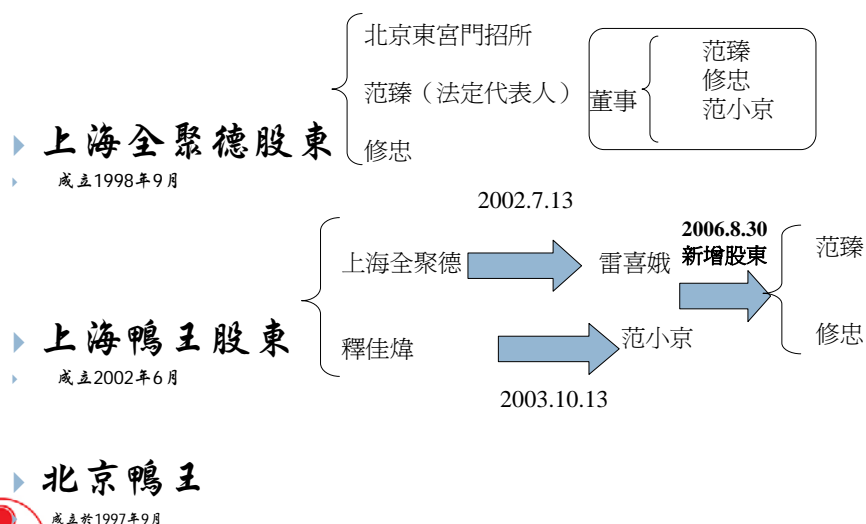 北京東宮門招所
范臻（法定代表人）
修忠
董事
范臻
修忠
范小京
上海全聚德股東
成立1998年9月
2002.7.13
上海全聚德
雷喜娥
2006.8.30
新增股東
范臻
修忠
上海鴨王股東
成立2002年6月
釋佳煒
范小京
2003.10.13
北京鴨王
成立於1997年9月